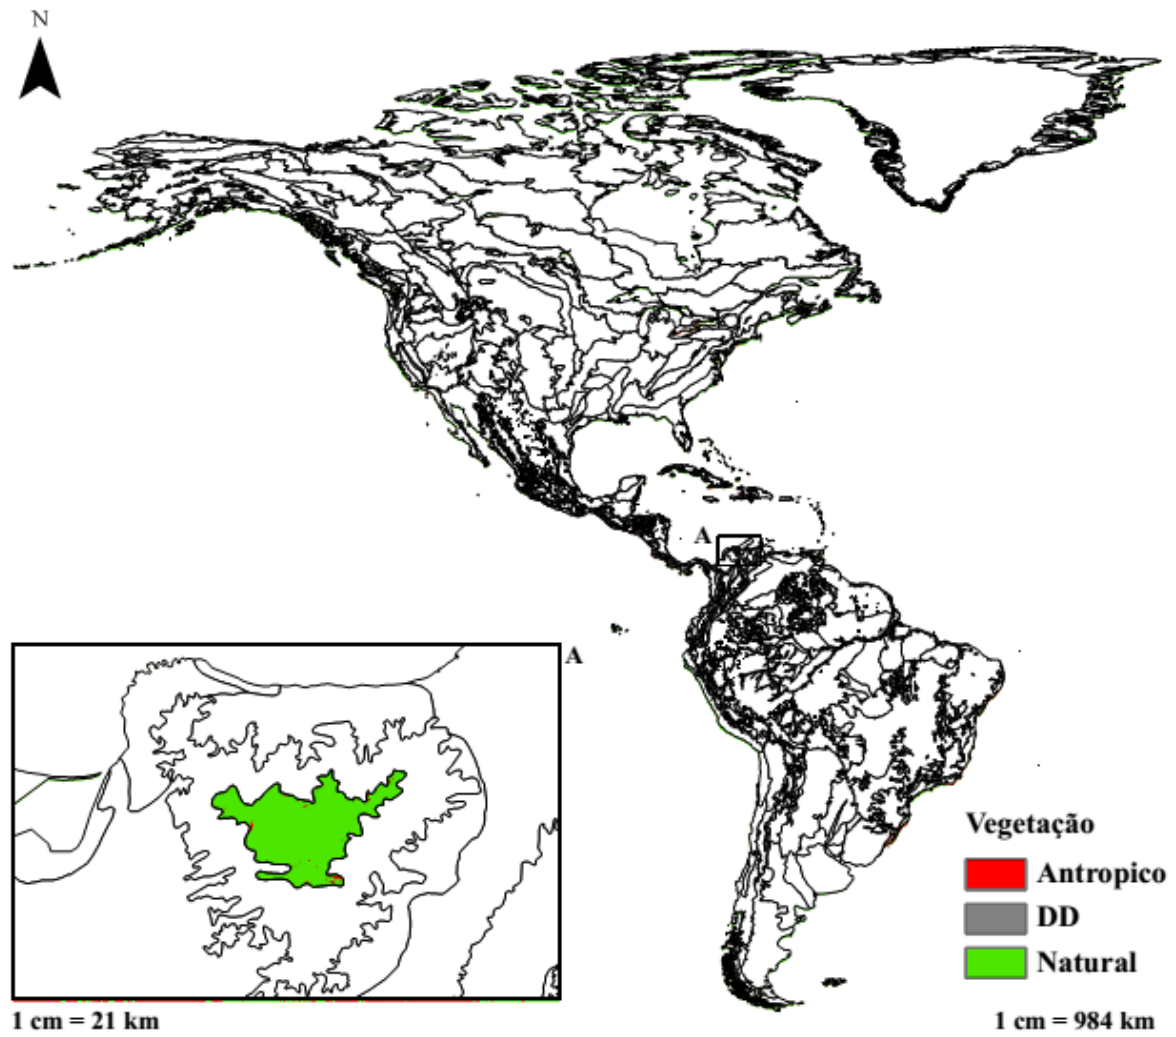 N
A
A
Vegetação
Antropico
DD
Natural
1 cm = 21 km
1 cm = 984 km